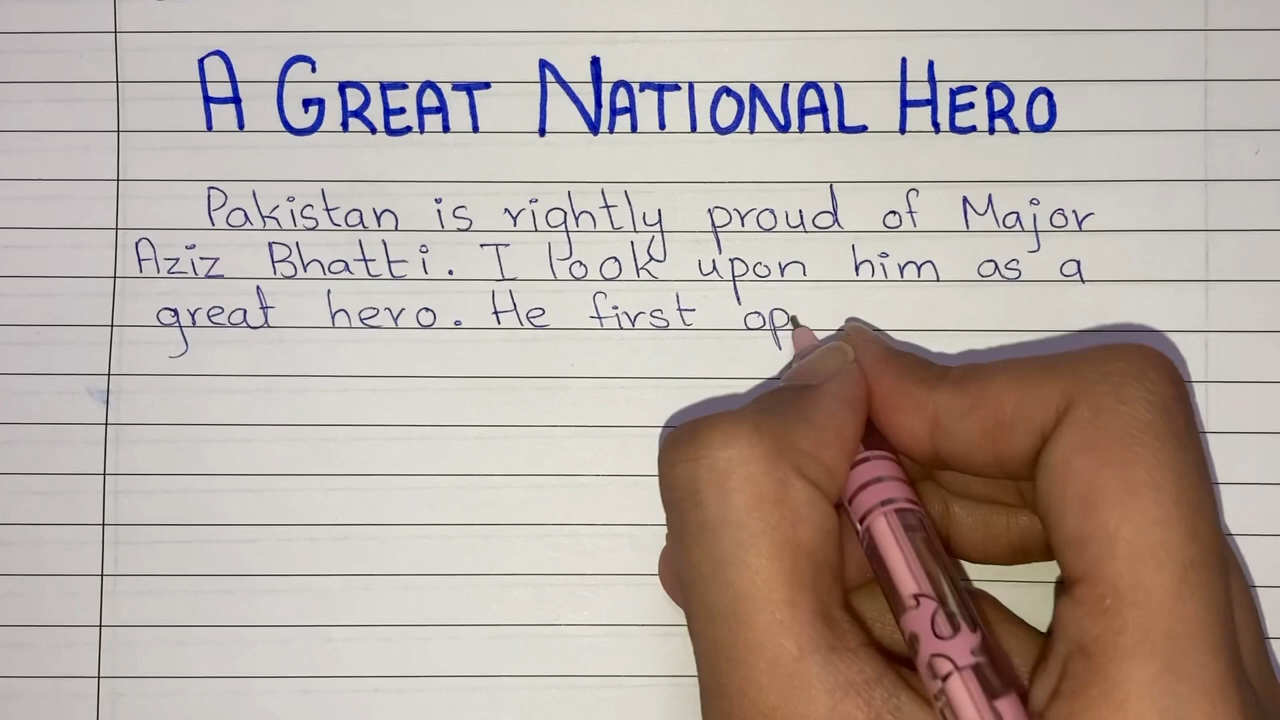 A GREAT NATIONAL HERO
Pakistan is rightly proud of Major
Aziz Bhatti. I look upon him as a
great hero. He first op